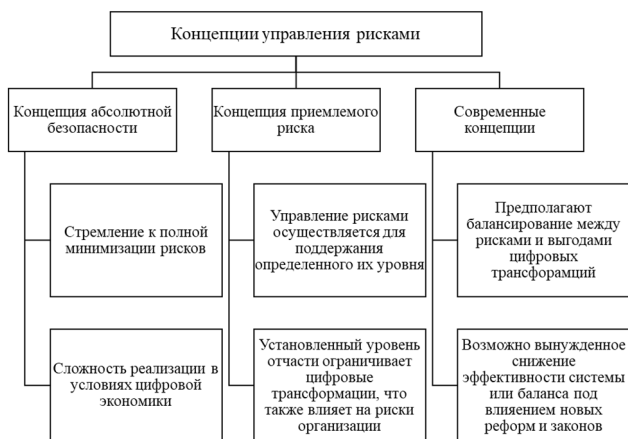 Концепции управления рисками
Концепция абсолютной
безопасности
Концепция приемлемого
риска
Современные
концепции
Стремление к полной
минимизации рисков
Управление рисками
осуществляется для
поддержания
определенного их уровня
Предполагают
балансирование между
рисками и выгодами
цифровых
трансфорамций
Сложность реализации в
условиях цифровой
экономики
Установленный уровень
отчасти ограничивает
цифровые
трансформации, что
также влияет на риски
организации
Возможно вынужденное
снижение
эффективности системы
или баланса под
влиянием новых
реформ и законов